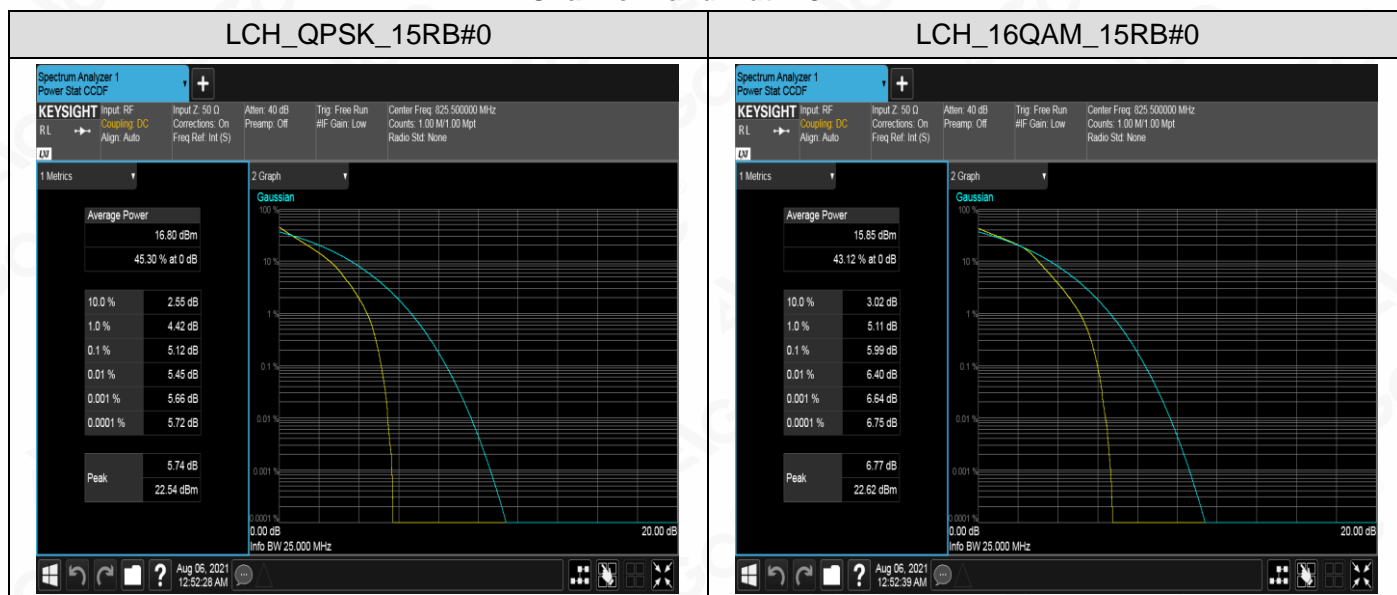 LCH_QPSK_15RB#0
LCH_16QAM_15RB#0
Spectrum Analyzer 1
Power Stat CCDF
+
KEYSIGHT Input: RF Input Z: 50 Ω Atten: 40 dB Trig: Free Run Center Freq: 825.500000 MHz
RL Coupling: DC Corrections: On Preamp: Off #IF Gain: Low Counts: 1.00 M/1.00 Mpt
Align: Auto Freq Ref: Int (S) Radio Std: None
LXI
1 Metrics
2 Graph
Gaussian
Average Power
16.80 dBm
45.30 % at 0 dB
10.0 % 2.55 dB
1.0 % 4.42 dB
0.1 % 5.12 dB
0.01 % 5.45 dB
0.001 % 5.66 dB
0.0001 % 5.72 dB
Peak
5.74 dB
22.54 dBm
100 %
10 %
1 %
0.1 %
0.01 %
0.001 %
0.0001 %
0.00 dB 20.00 dB
Info BW 25.000 MHz
?
Aug 06, 2021
12:52:28 AM
Spectrum Analyzer 1
Power Stat CCDF
+
KEYSIGHT Input: RF Input Z: 50 Ω Atten: 40 dB Trig: Free Run Center Freq: 825.500000 MHz
RL Coupling: DC Corrections: On Preamp: Off #IF Gain: Low Counts: 1.00 M/1.00 Mpt
Align: Auto Freq Ref: Int (S) Radio Std: None
LXI
1 Metrics
2 Graph
Gaussian
Average Power
15.85 dBm
43.12 % at 0 dB
10.0 % 3.02 dB
1.0 % 5.11 dB
0.1 % 5.99 dB
0.01 % 6.40 dB
0.001 % 6.64 dB
0.0001 % 6.75 dB
Peak
6.77 dB
22.62 dBm
100 %
10 %
1 %
0.1 %
0.01 %
0.001 %
0.0001 %
0.00 dB 20.00 dB
Info BW 25.000 MHz
?
Aug 06, 2021
12:52:39 AM